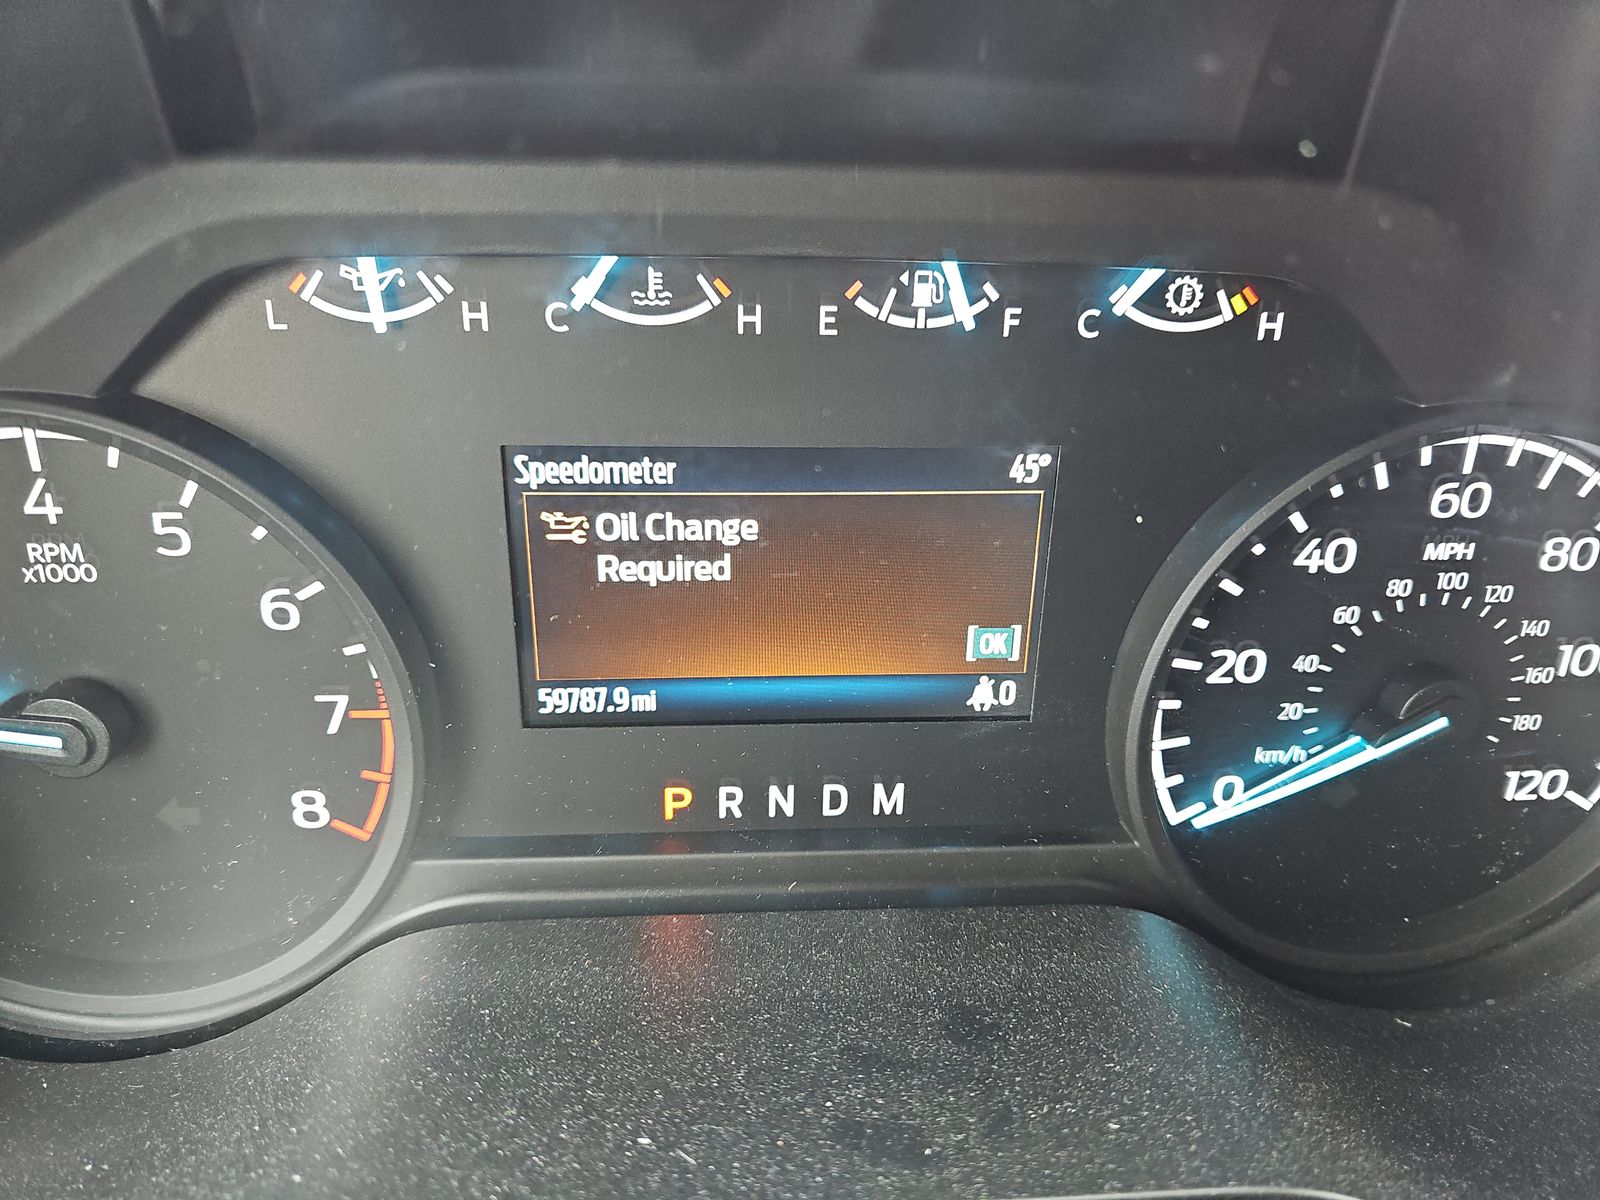 L H C H E F C H
Speedometer 45°
Oil Change
Required
[OK]
59787.9 mi 0
P R N D M
4 5 6 7 8
RPM
x1000
0 20 40 60 80 100 120
MPH
20 40 60 80 100 120 140 160 180
km/h